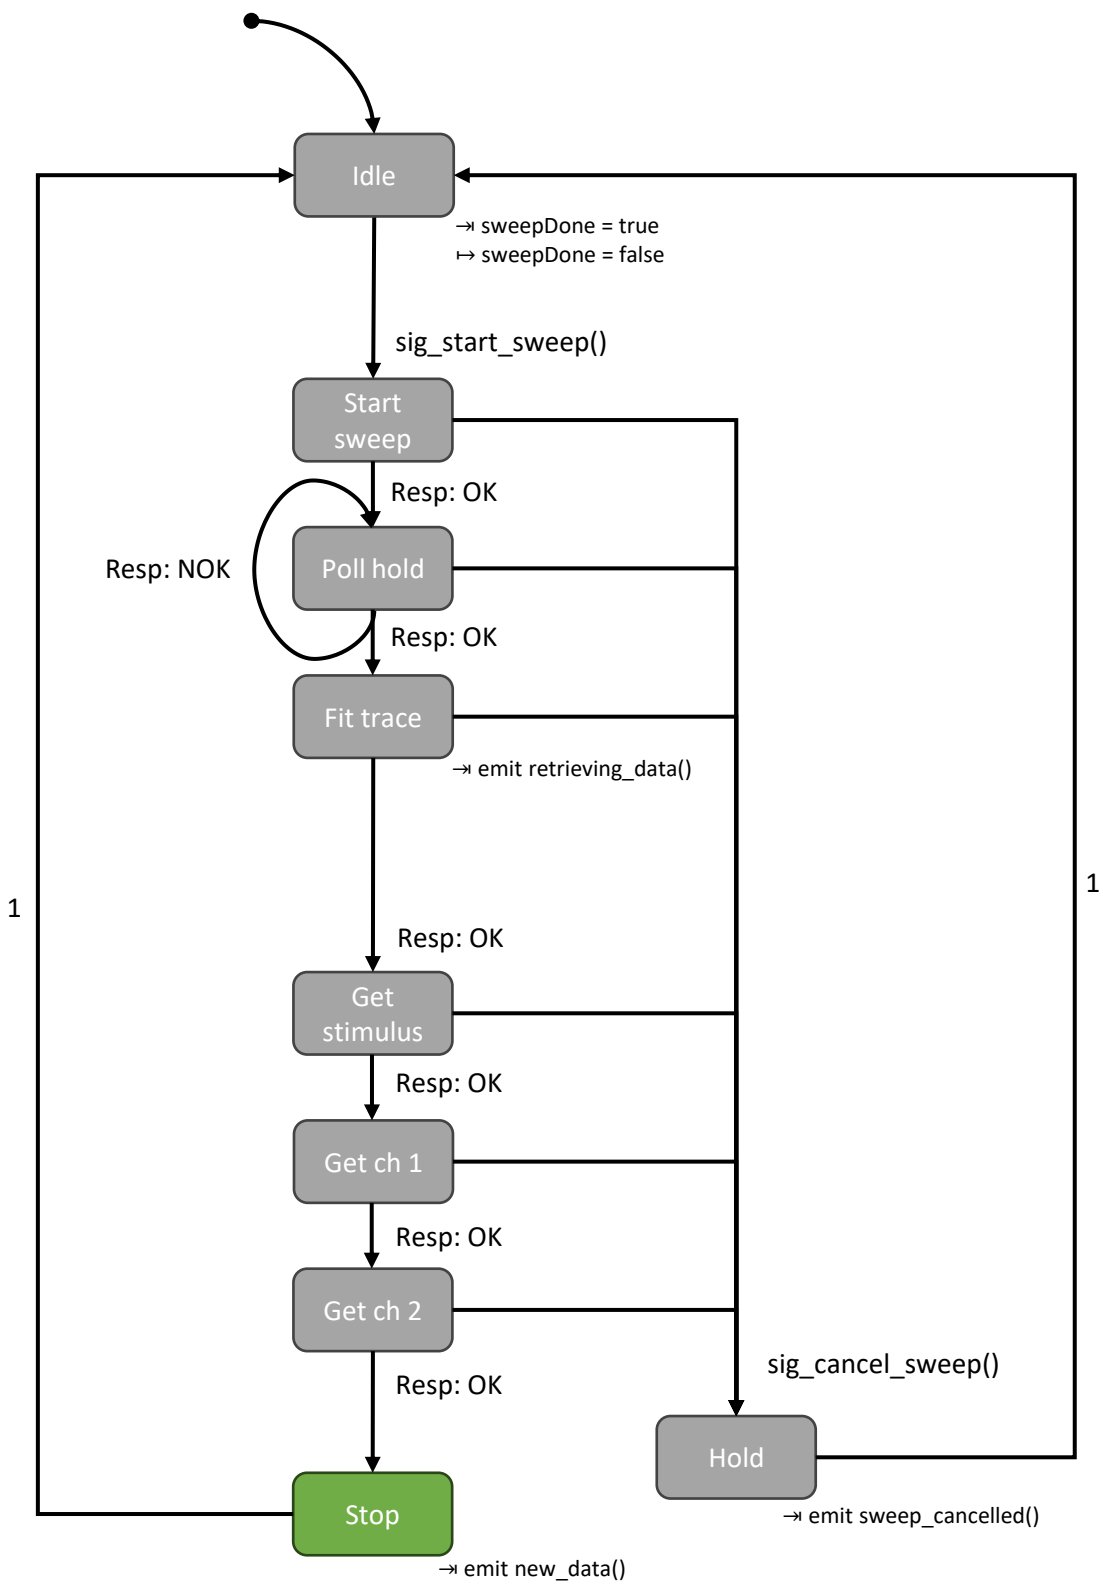 Idle
⇥ sweepDone = true
↦ sweepDone = false
sig_start_sweep()
Start
sweep
Resp: OK
Resp: NOK
Poll hold
Resp: OK
Fit trace
⇥ emit retrieving_data()
1
1
Resp: OK
Get
stimulus
Resp: OK
Get ch 1
Resp: OK
Get ch 2
sig_cancel_sweep()
Resp: OK
Hold
Stop
⇥ emit sweep_cancelled()
⇥ emit new_data()